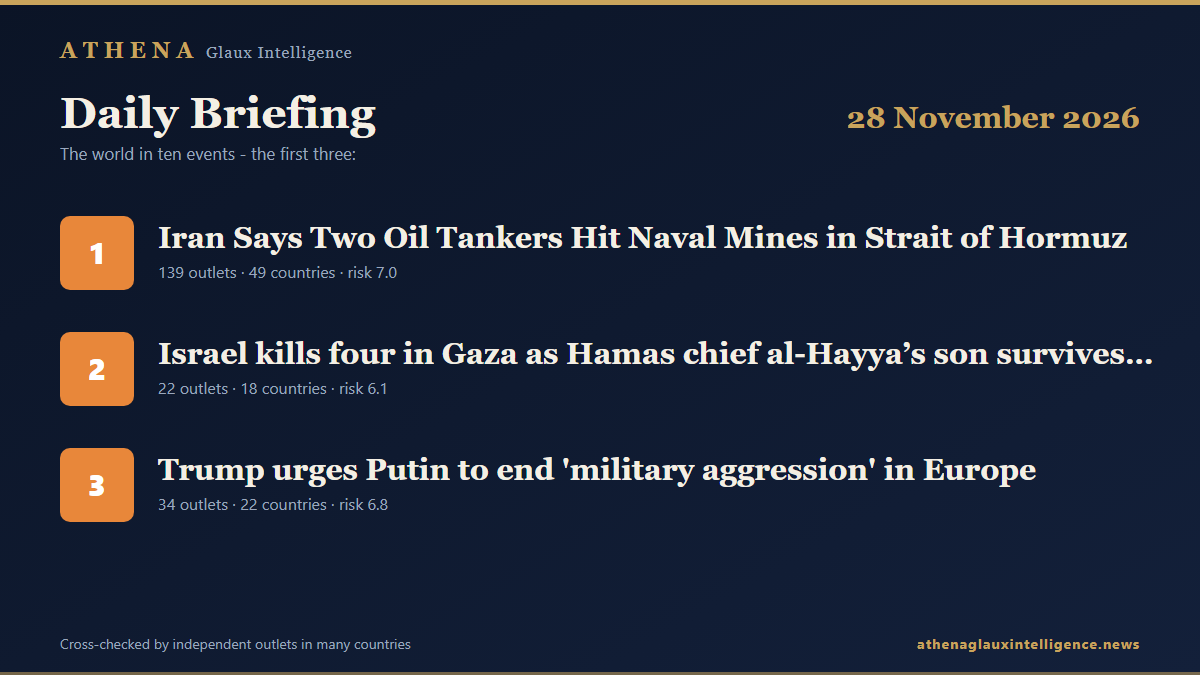 ATHENA Glaux Intelligence
Daily Briefing
28 November 2026
The world in ten events - the first three:
1
Iran Says Two Oil Tankers Hit Naval Mines in Strait of Hormuz
139 outlets · 49 countries · risk 7.0
2
Israel kills four in Gaza as Hamas chief al-Hayya’s son survives…
22 outlets · 18 countries · risk 6.1
3
Trump urges Putin to end 'military aggression' in Europe
34 outlets · 22 countries · risk 6.8
Cross-checked by independent outlets in many countries
athenaglauxintelligence.news